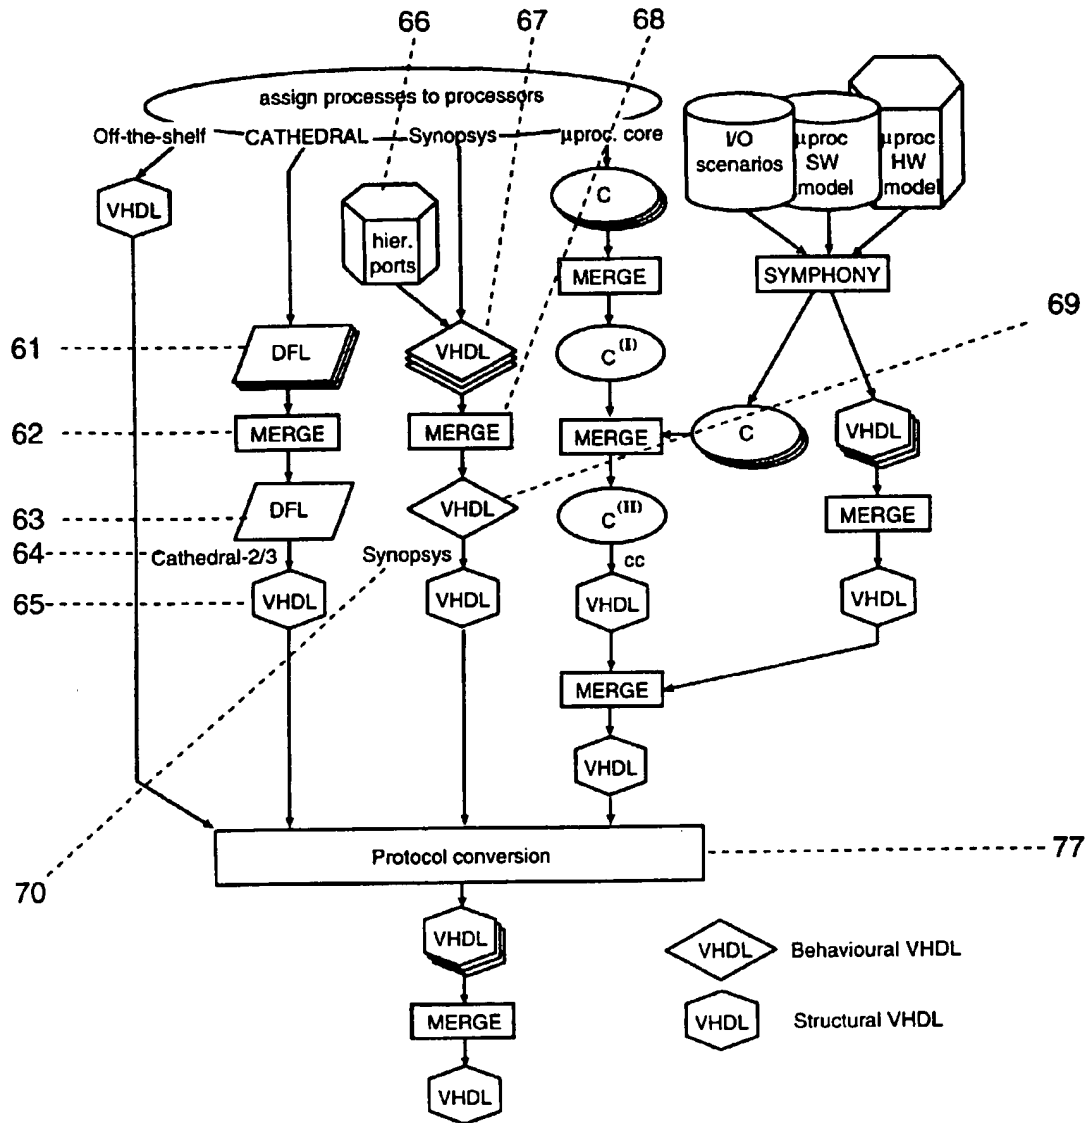 66
67
68
assign processes to processors
Off-the-shelf
CATHEDRAL
Synopsys
μproc. core
I/O
scenarios
μproc
SW
model
μproc
HW
model
VHDL
hier.
ports
C
MERGE
SYMPHONY
69
61
DFL
VHDL
C (I)
62
MERGE
MERGE
MERGE
C
VHDL
63
DFL
VHDL
C (II)
MERGE
64
Cathedral-2/3
Synopsys
cc
65
VHDL
VHDL
VHDL
VHDL
MERGE
VHDL
Protocol conversion
77
70
VHDL
VHDL
Behavioural VHDL
MERGE
VHDL
Structural VHDL
VHDL